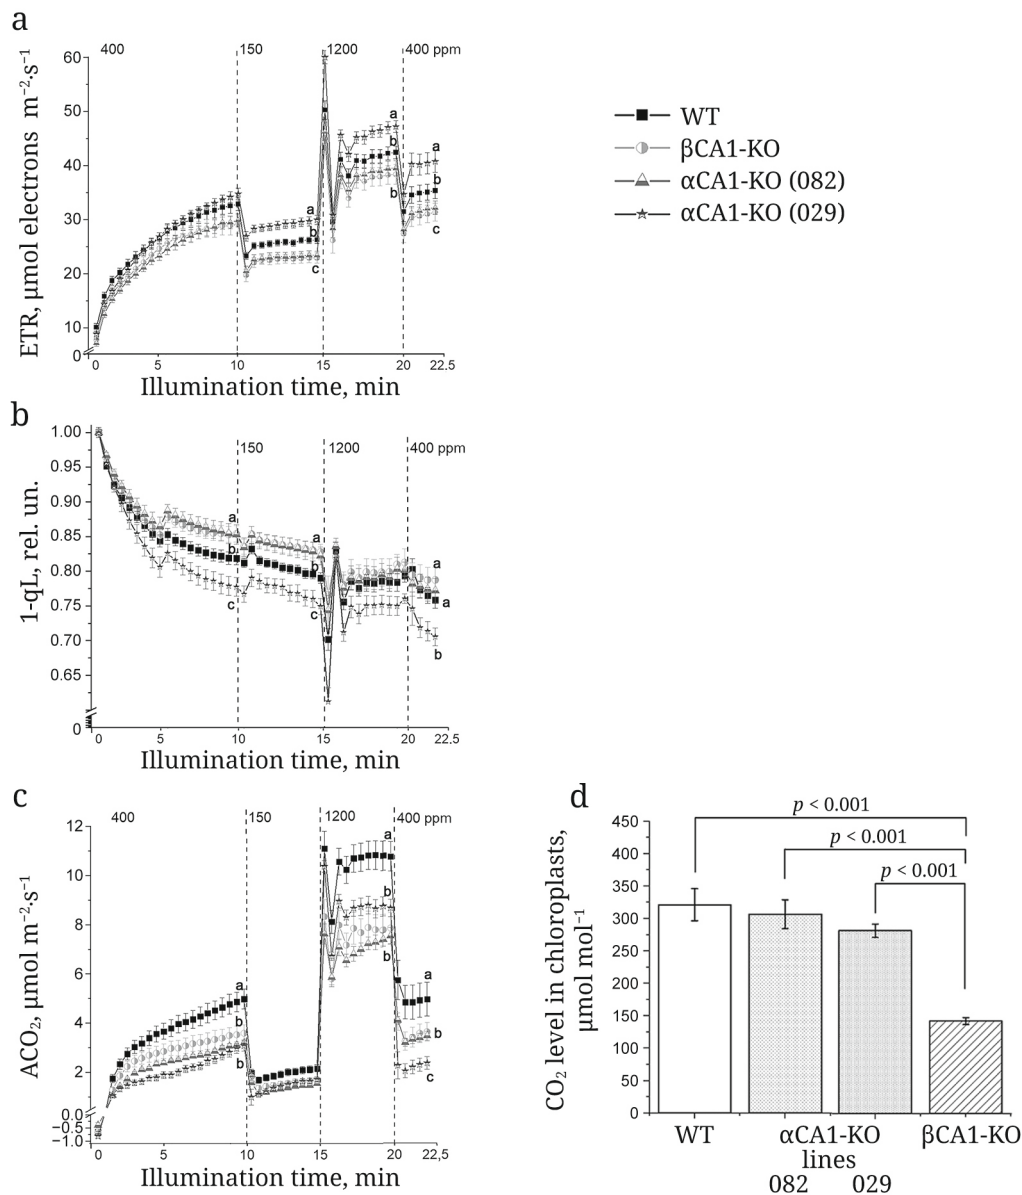 a
400 150 1200 400 ppm
60
50
40
30
20
10
0
ETR, μmol electrons m⁻²·s⁻¹
a
b
c
a
b
b
a
b
c
0 5 10 15 20 22.5
Illumination time, min
WT
βCA1-KO
αCA1-KO (082)
αCA1-KO (029)
b
150 1200 400 ppm
1.00
0.95
0.90
0.85
0.80
0.75
0.70
0.65
0
1-qL, rel. un.
a
b
c
a
b
c
a
a
b
0 5 10 15 20 22,5
Illumination time, min
c
400 150 1200 400 ppm
12
10
8
6
4
2
0.0
−0.5
−1.0
ACO₂, μmol m⁻²·s⁻¹
a
b
b
a
b
b
a
b
c
0 5 10 15 20 22,5
Illumination time, min
d
p < 0.001
p < 0.001
p < 0.001
450
400
350
300
250
200
150
100
50
0
CO₂ level in chloroplasts,
μmol mol⁻¹
WT αCA1-KO βCA1-KO
lines
082 029